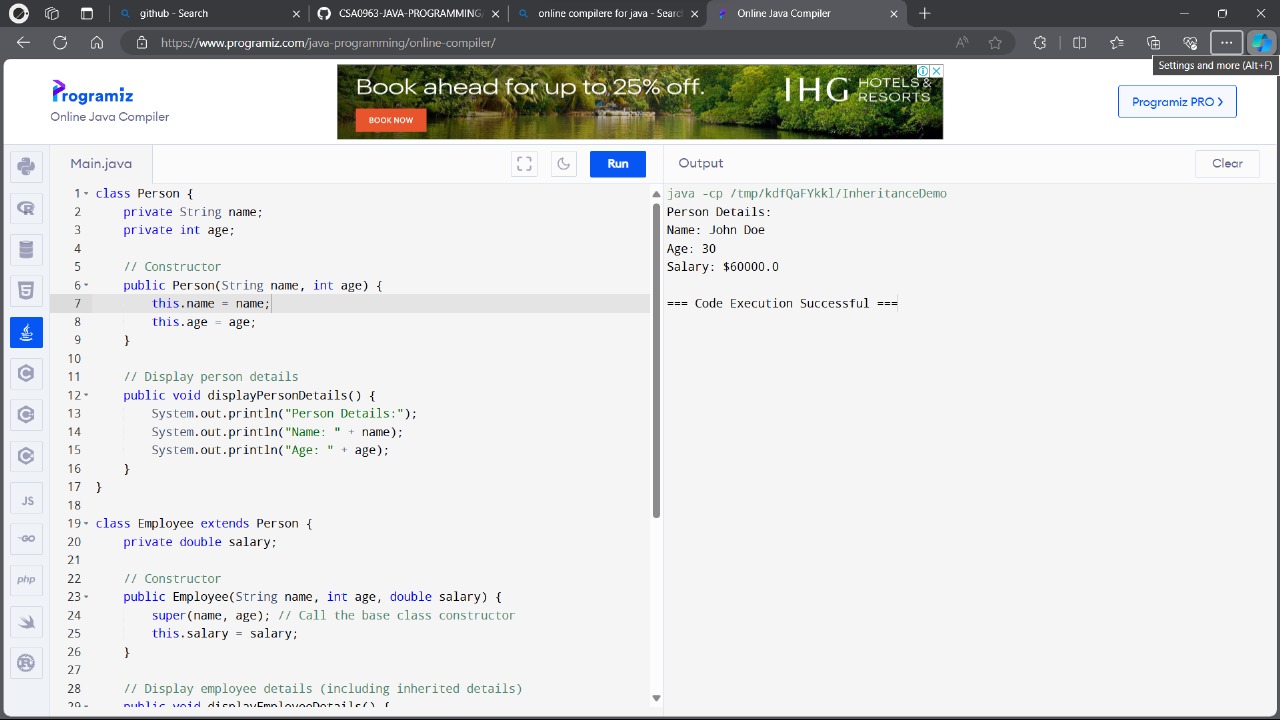 github - Search
CSA0963-JAVA-PROGRAMMING
online compilere for java - Searc
Online Java Compiler
https://www.programiz.com/java-programming/online-compiler/
Settings and more (Alt+F)
Programiz
Online Java Compiler
Book ahead for up to 25% off.
BOOK NOW
IHG HOTELS &
RESORTS
Programiz PRO >
Main.java
Run
Output
Clear
1 class Person {
2 private String name;
3 private int age;
4
5 // Constructor
6 public Person(String name, int age) {
7 this.name = name;
8 this.age = age;
9 }
10
11 // Display person details
12 public void displayPersonDetails() {
13 System.out.println("Person Details:");
14 System.out.println("Name: " + name);
15 System.out.println("Age: " + age);
16 }
17 }
18
19 class Employee extends Person {
20 private double salary;
21
22 // Constructor
23 public Employee(String name, int age, double salary) {
24 super(name, age); // Call the base class constructor
25 this.salary = salary;
26 }
27
28 // Display employee details (including inherited details)
29 public void displayEmployeeDetails() {
java -cp /tmp/kdfQaFYkkl/InheritanceDemo
Person Details:
Name: John Doe
Age: 30
Salary: $60000.0
=== Code Execution Successful ===
JS
GO
php